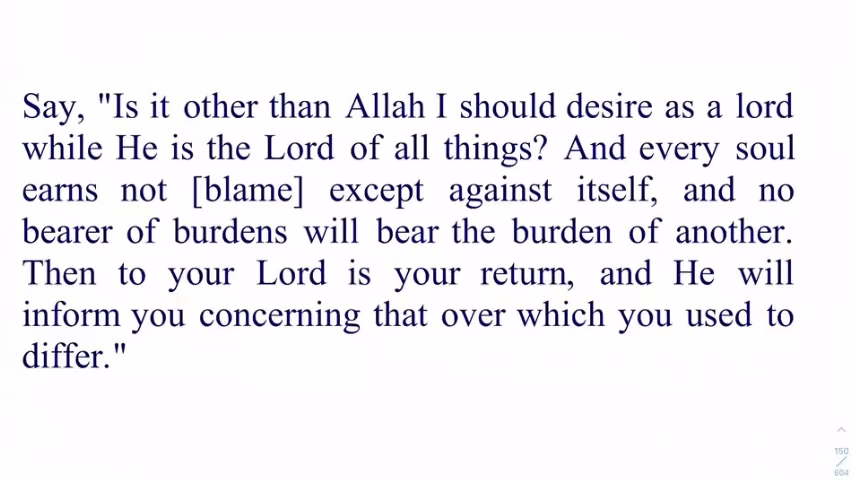 Say, "Is it other than Allah I should desire as a lord
while He is the Lord of all things? And every soul
earns not [blame] except against itself, and no
bearer of burdens will bear the burden of another.
Then to your Lord is your return, and He will
inform you concerning that over which you used to
differ."
150
604